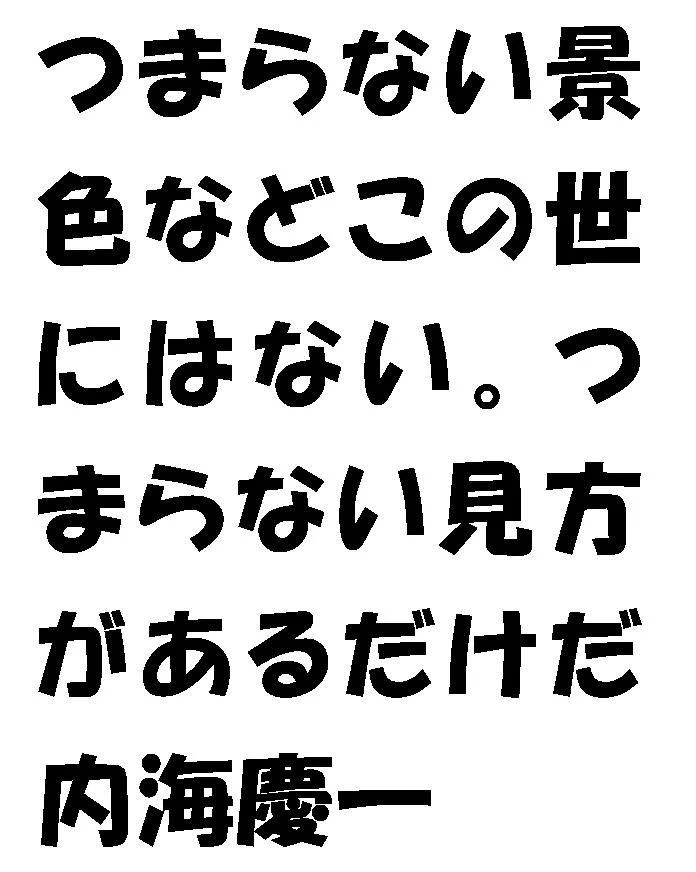 つまらない景
色などこの世
にはない。つ
まらない見方
があるだけだ
内海慶一